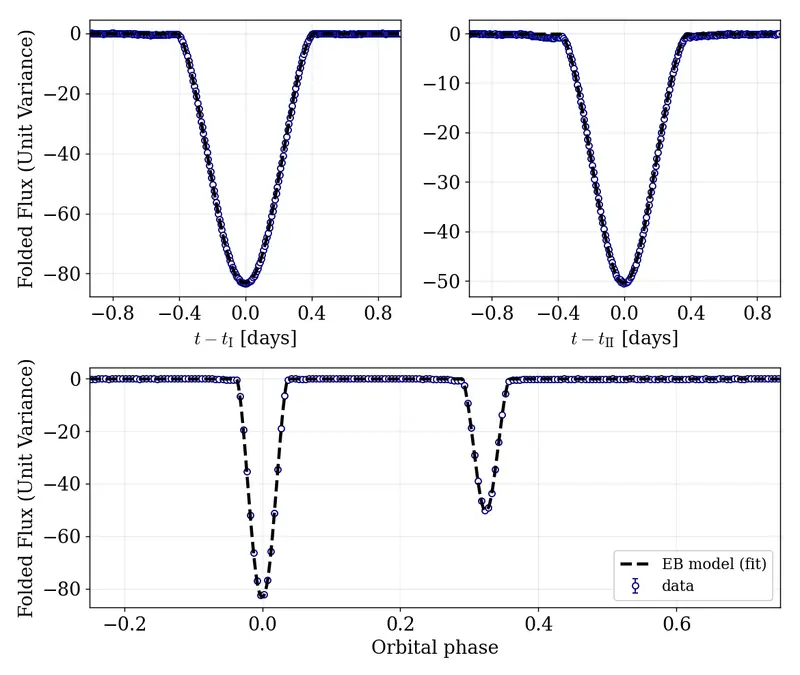 Folded Flux (Unit Variance)
0
−20
−40
−60
−80
−0.8 −0.4 0.0 0.4 0.8
t − tI [days]
0
−10
−20
−30
−40
−50
−0.8 −0.4 0.0 0.4 0.8
t − tII [days]
Folded Flux (Unit Variance)
0
−20
−40
−60
−80
EB model (fit)
data
−0.2 0.0 0.2 0.4 0.6
Orbital phase